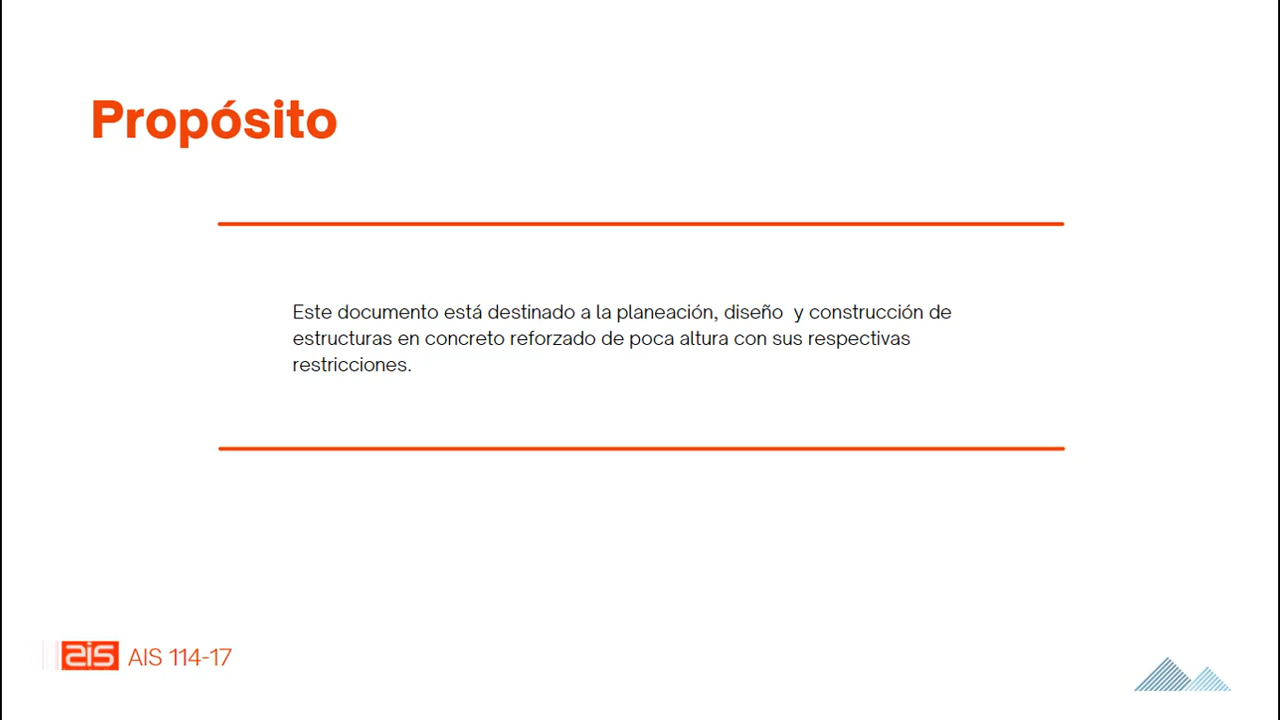 Propósito
Este documento está destinado a la planeación, diseño  y construcción de
estructuras en concreto reforzado de poca altura con sus respectivas
restricciones.
ais AIS 114-17